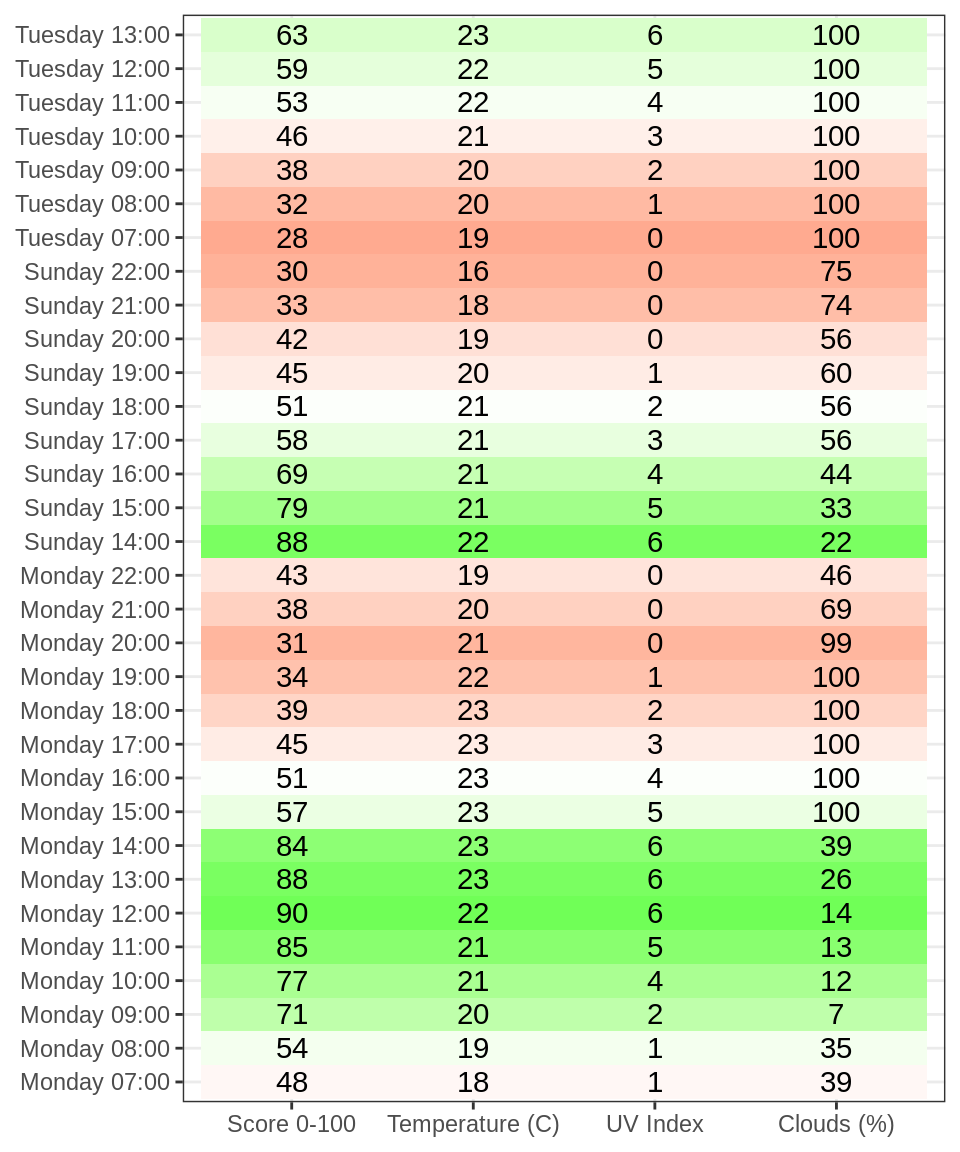 Tuesday 13:00 63 23 6 100
Tuesday 12:00 59 22 5 100
Tuesday 11:00 53 22 4 100
Tuesday 10:00 46 21 3 100
Tuesday 09:00 38 20 2 100
Tuesday 08:00 32 20 1 100
Tuesday 07:00 28 19 0 100
Sunday 22:00 30 16 0 75
Sunday 21:00 33 18 0 74
Sunday 20:00 42 19 0 56
Sunday 19:00 45 20 1 60
Sunday 18:00 51 21 2 56
Sunday 17:00 58 21 3 56
Sunday 16:00 69 21 4 44
Sunday 15:00 79 21 5 33
Sunday 14:00 88 22 6 22
Monday 22:00 43 19 0 46
Monday 21:00 38 20 0 69
Monday 20:00 31 21 0 99
Monday 19:00 34 22 1 100
Monday 18:00 39 23 2 100
Monday 17:00 45 23 3 100
Monday 16:00 51 23 4 100
Monday 15:00 57 23 5 100
Monday 14:00 84 23 6 39
Monday 13:00 88 23 6 26
Monday 12:00 90 22 6 14
Monday 11:00 85 21 5 13
Monday 10:00 77 21 4 12
Monday 09:00 71 20 2 7
Monday 08:00 54 19 1 35
Monday 07:00 48 18 1 39
Score 0-100 Temperature (C) UV Index Clouds (%)